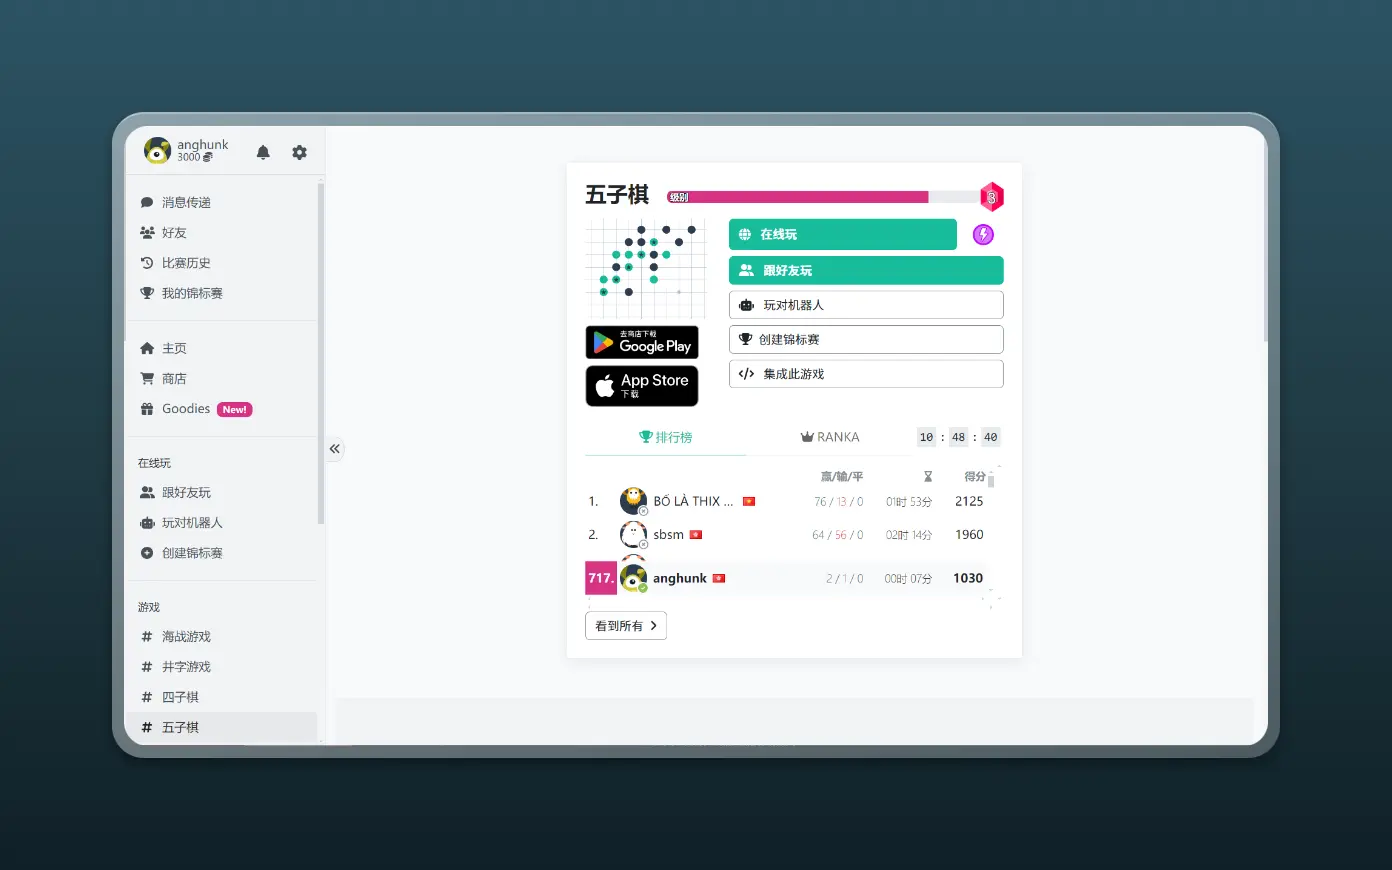 anghunk
3000
消息传递
好友
比赛历史
我的锦标赛
主页
商店
Goodies New!
在线玩
跟好友玩
玩对机器人
创建锦标赛
游戏
海战游戏
井字游戏
四子棋
五子棋
五子棋
级别
在线玩
跟好友玩
玩对机器人
创建锦标赛
集成此游戏
去商店下载
Google Play
App Store
下载
排行榜 RANKA 10 : 48 : 40
赢/输/平 得分
1. BỐ LÀ THIX ... 76 / 13 / 0 01时 53分 2125
2. sbsm 64 / 56 / 0 02时 14分 1960
717. anghunk 2 / 1 / 0 00时 07分 1030
看到所有